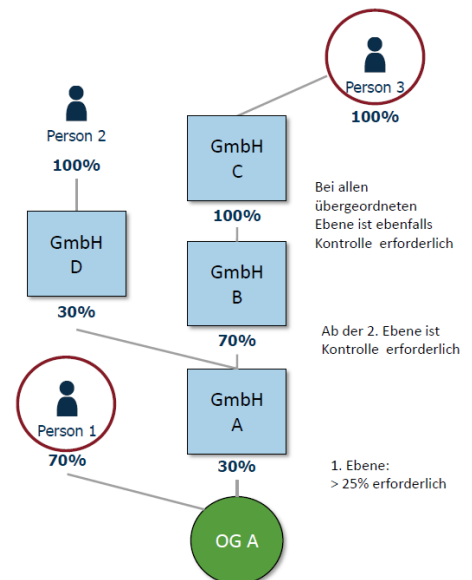 Person 3
100%
Person 2
100%
GmbH
C
100%
Bei allen
übergeordneten
Ebene ist ebenfalls
Kontrolle erforderlich
GmbH
D
30%
GmbH
B
70%
Ab der 2. Ebene ist
Kontrolle erforderlich
Person 1
70%
GmbH
A
30%
1. Ebene:
> 25% erforderlich
OG A